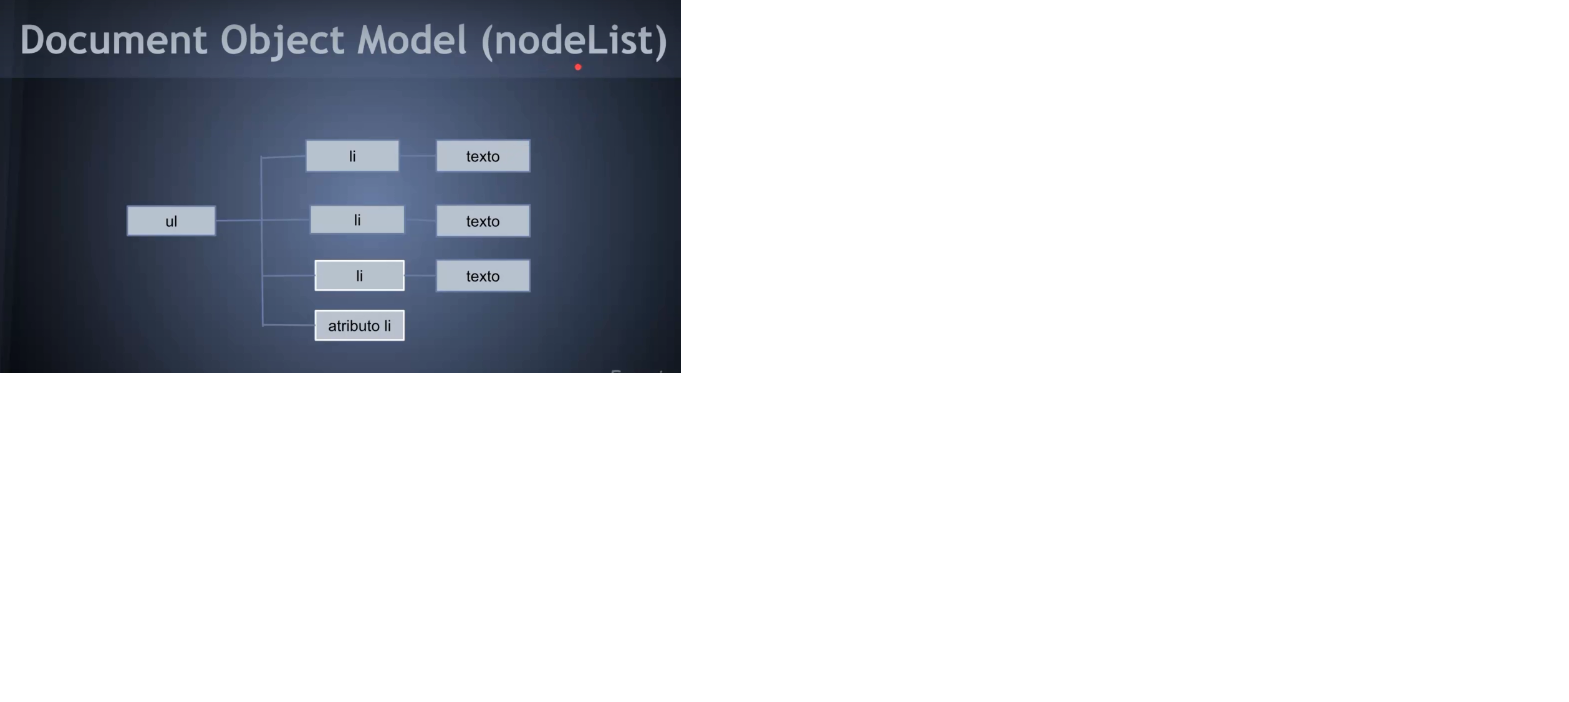 Document Object Model (nodeList)
li texto
ul li texto
li texto
atributo li